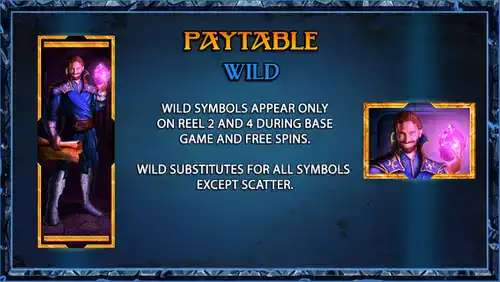 PAYTABLE
WILD
WILD SYMBOLS APPEAR ONLY
ON REEL 2 AND 4 DURING BASE
GAME AND FREE SPINS.
WILD SUBSTITUTES FOR ALL SYMBOLS
EXCEPT SCATTER.